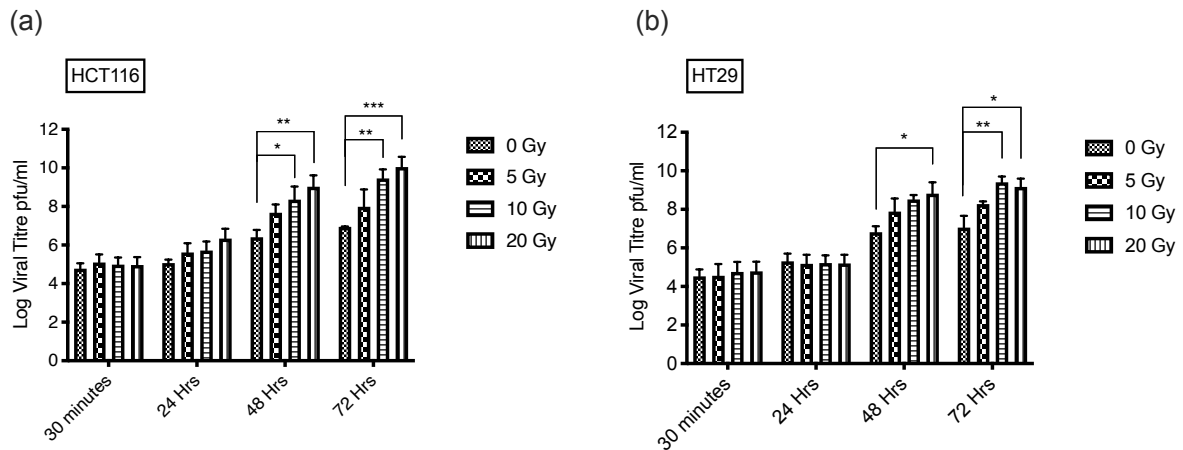 (a)
HCT116
Log Viral Titre pfu/ml
12
10
8
6
4
2
0
*
**
**
***
30 minutes
24 Hrs
48 Hrs
72 Hrs
0 Gy
5 Gy
10 Gy
20 Gy
(b)
HT29
Log Viral Titre pfu/ml
12
10
8
6
4
2
0
*
**
*
30 minutes
24 Hrs
48 Hrs
72 Hrs
0 Gy
5 Gy
10 Gy
20 Gy